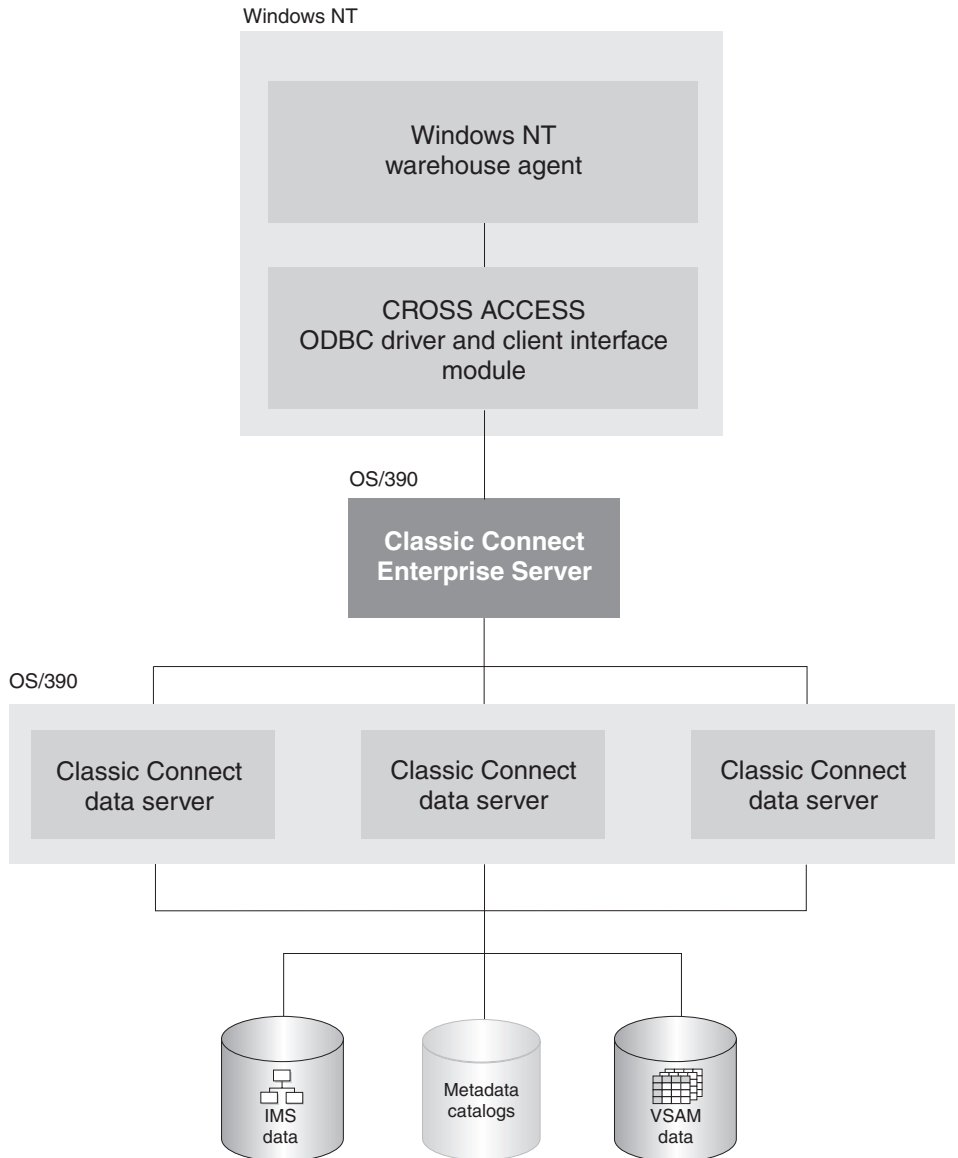 Windows NT
Windows NT
warehouse agent
CROSS ACCESS
ODBC driver and client interface
module
OS/390
Classic Connect
Enterprise Server
OS/390
Classic Connect
data server
Classic Connect
data server
Classic Connect
data server
IMS
data
Metadata
catalogs
VSAM
data